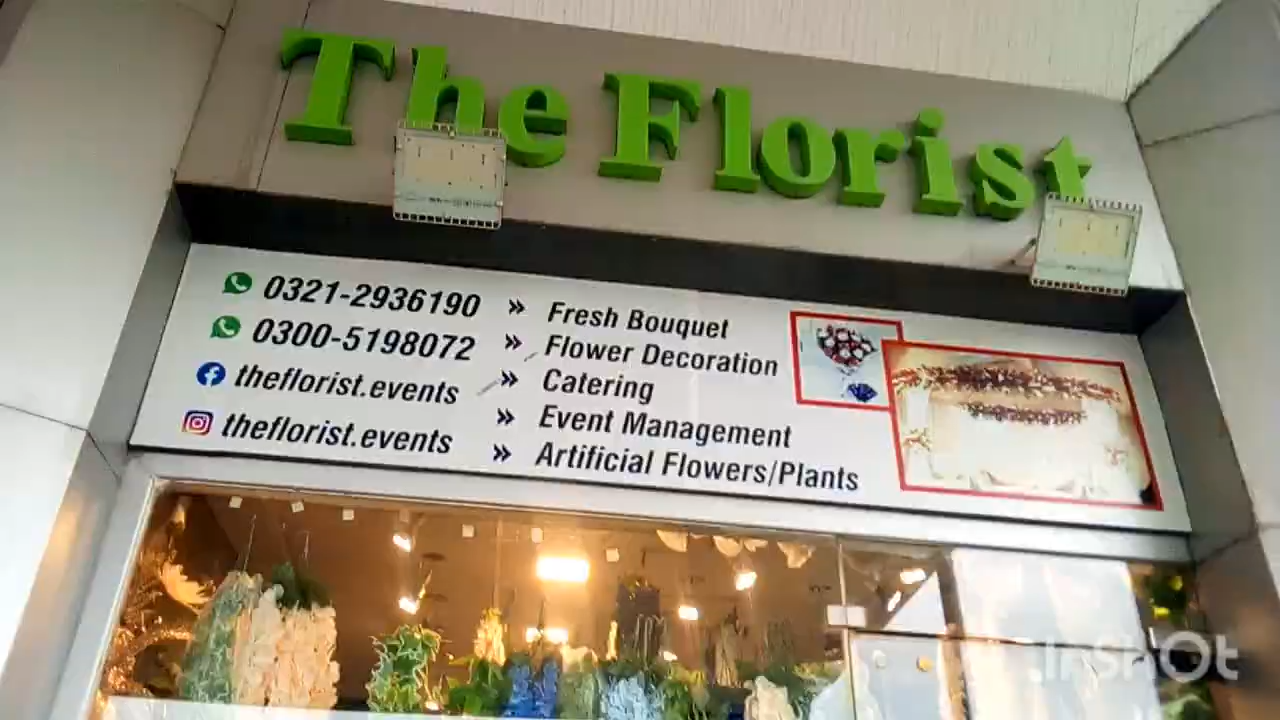 The Florist
0321-2936190
0300-5198072
theflorist.events
theflorist.events
» Fresh Bouquet
» Flower Decoration
» Catering
» Event Management
» Artificial Flowers/Plants
InShOt